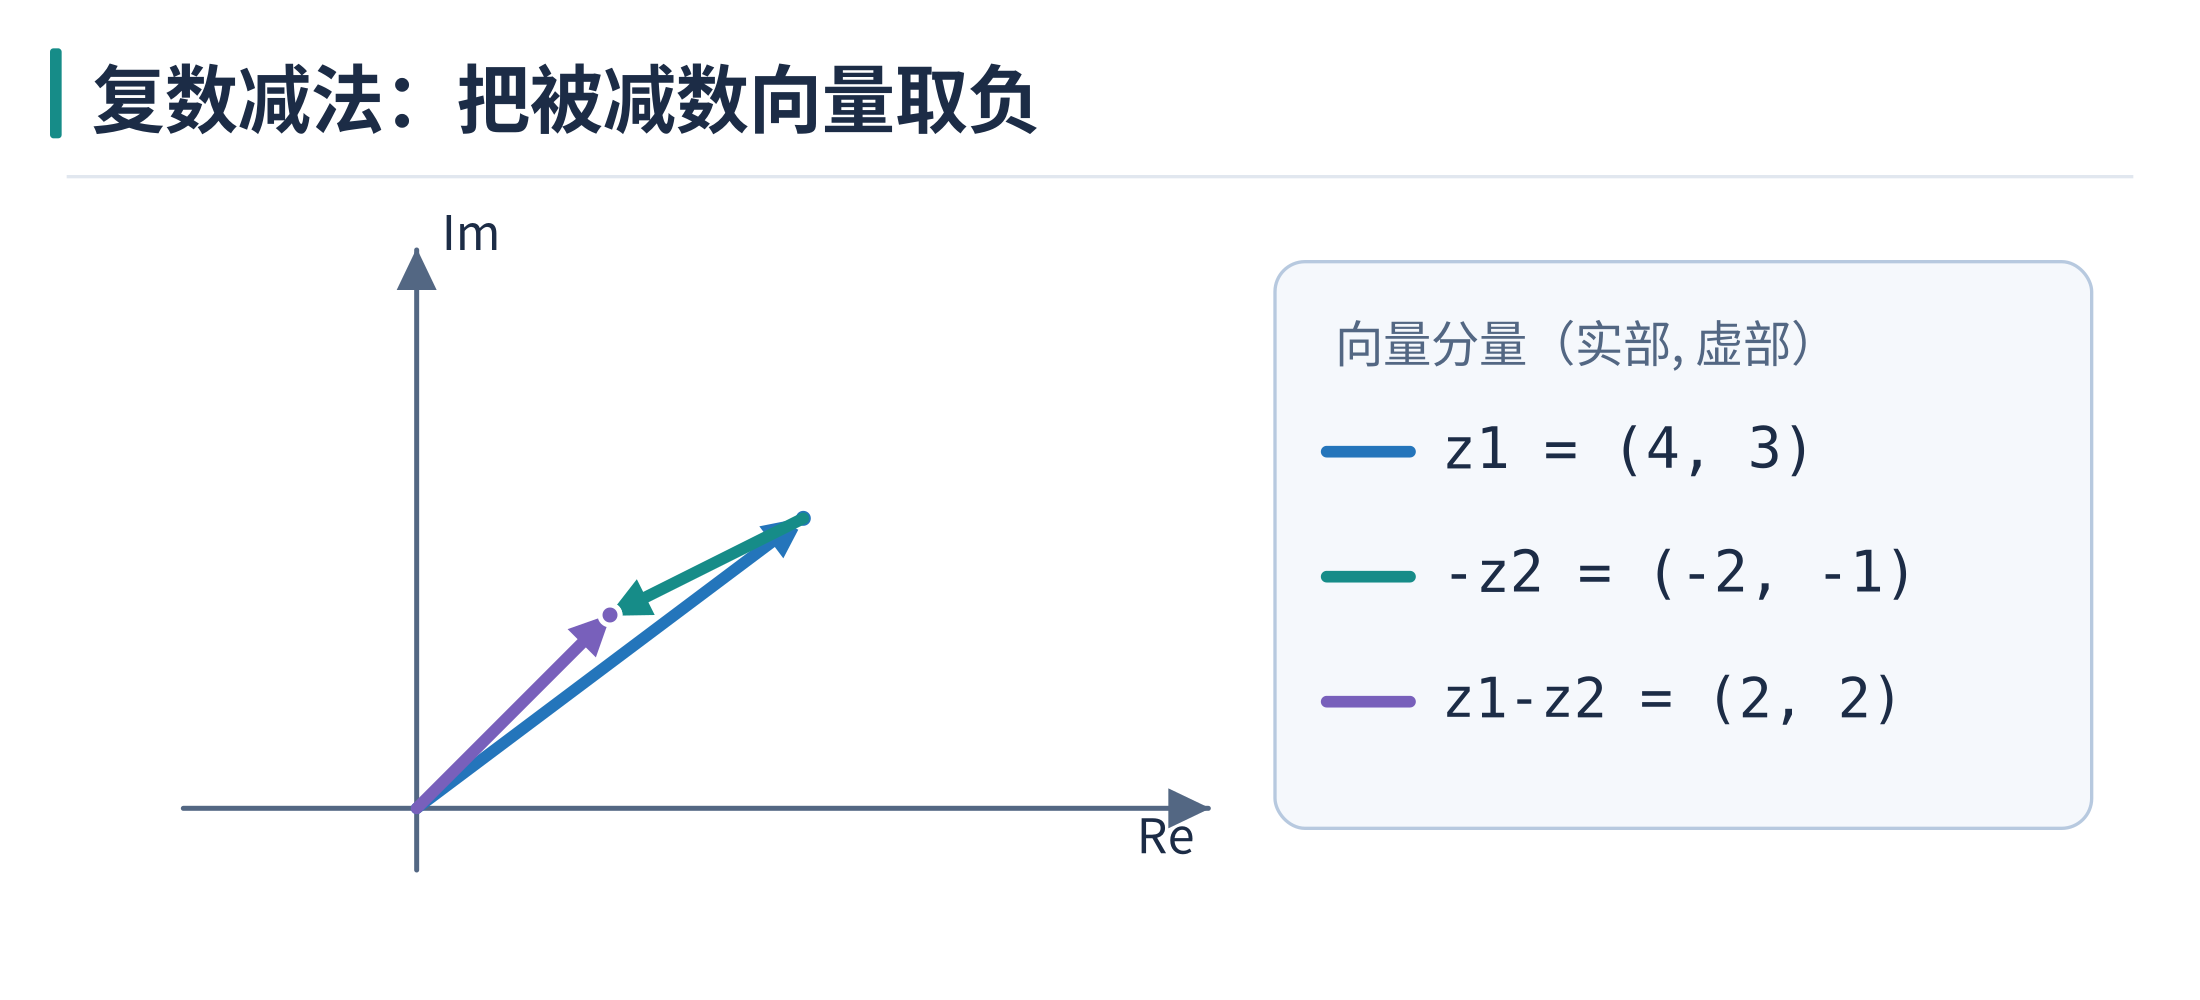 复数减法：把被减数向量取负
Im
Re
向量分量（实部, 虚部）
z1 = (4, 3)
-z2 = (-2, -1)
z1-z2 = (2, 2)